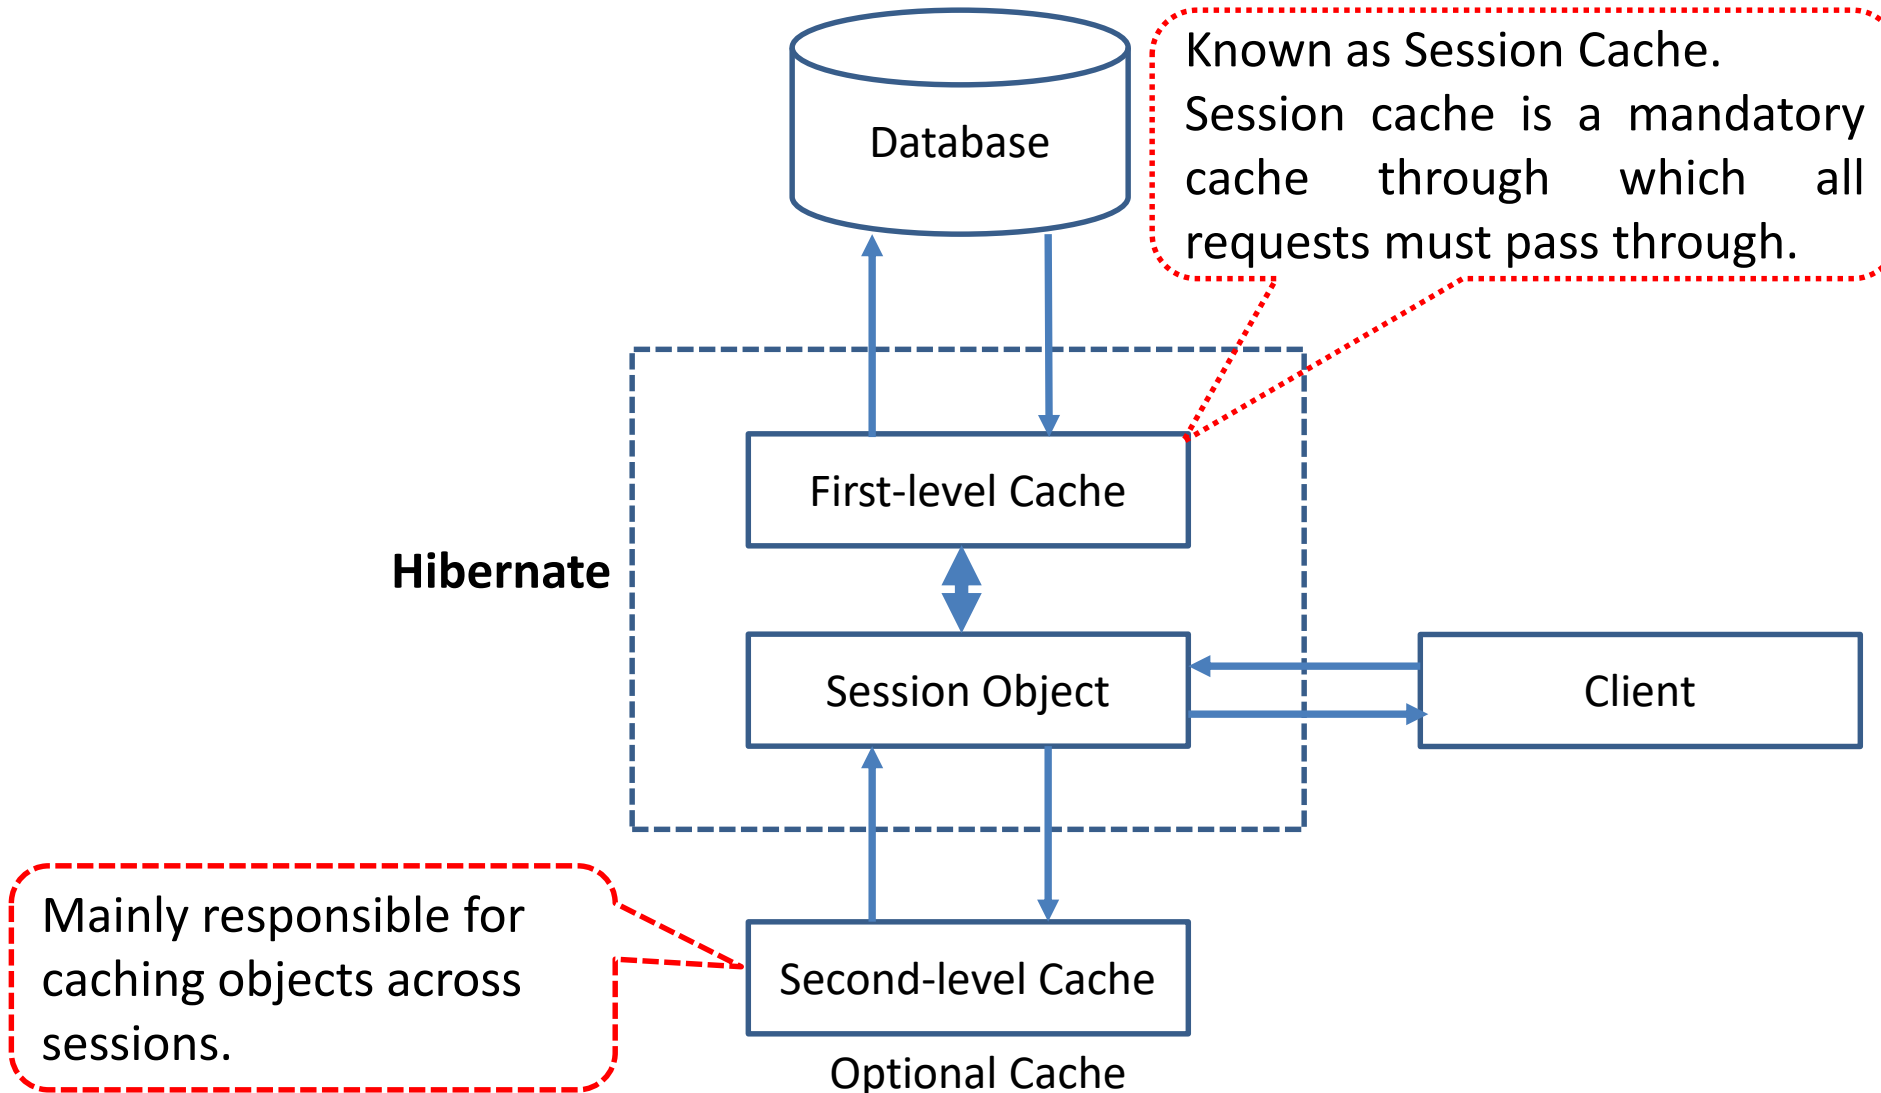 Database
Known as Session Cache.
Session cache is a mandatory
cache through which all
requests must pass through.
First-level Cache
Hibernate
Session Object
Client
Mainly responsible for
caching objects across
sessions.
Second-level Cache
Optional Cache